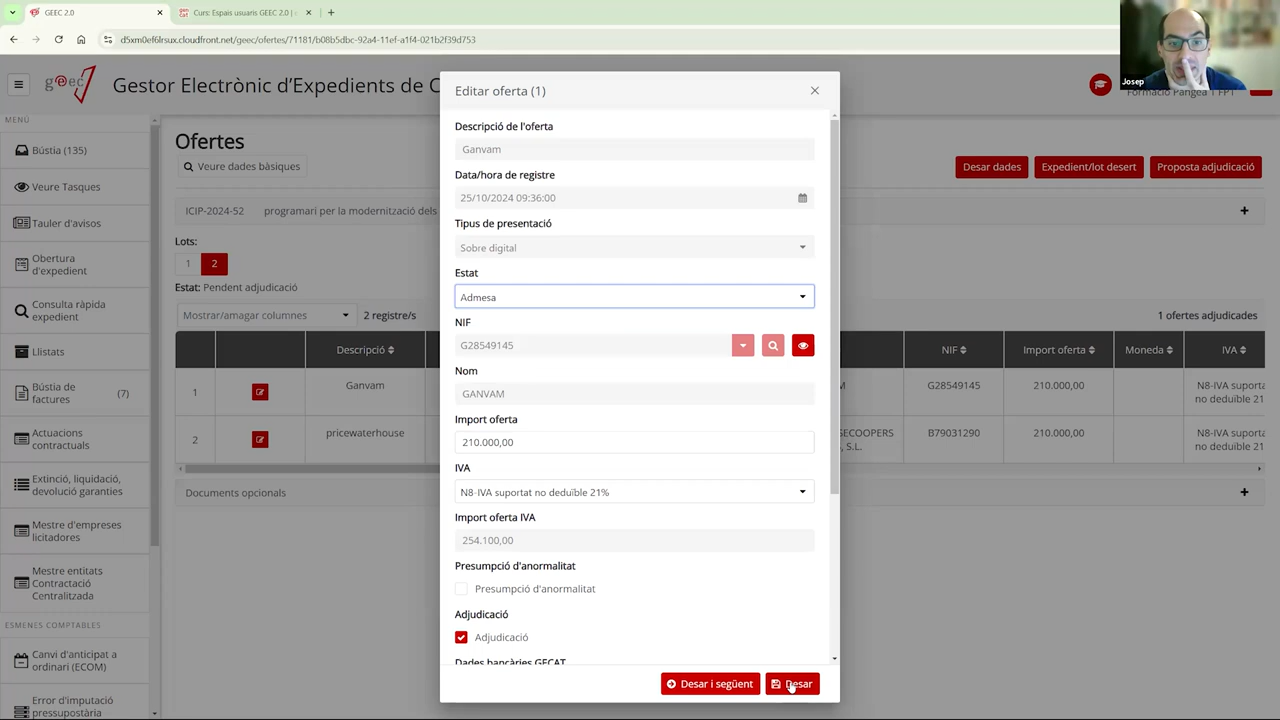 GEEC 2.0
Curs: Espais usuaris GEEC 2.0 | c
d5xm0ef6lrsux.cloudfront.net/geec/ofertes/71181/b08b5dbc-92a4-11ef-a1f4-021b2f39d753
Josep
geec
Gestor Electrònic d'Expedients de C
Formació Pangea 1 FP1
MENÚ
Bústia (135)
Veure Tasques
Tauler d'avisos
Obertura
d'expedient
Consulta ràpida
expedient
Llistats
Bústia de
factures
(7)
Actuacions
contractuals
Extinció, liquidació,
devolució garanties
Mestre d'empreses
licitadores
Mestre entitats
Contractació
Centralitzada
ESMENES COMPTABLES
Canvi d'anticipat a
ordinari (ECOM)
Error d'imputació
pressupostària
Ofertes
Veure dades bàsiques
Desar dades
Expedient/lot desert
Proposta adjudicació
ICIP-2024-S2 programari per la modernització dels
Lots:
1 2
Estat: Pendent adjudicació
Mostrar/amagar columnes
2 registre/s
1 ofertes adjudicades
Descripció NIF Import oferta Moneda IVA
1 Ganvam M G28549145 210.000,00 N8-IVA suporta
no deduïble 21
2 pricewaterhouse SECOOPERS B79031290 210.000,00 N8-IVA suporta
, S.L. no deduïble 21
Documents opcionals
Editar oferta (1)
Descripció de l'oferta
Ganvam
Data/hora de registre
25/10/2024 09:36:00
Tipus de presentació
Sobre digital
Estat
Admesa
NIF
G28549145
Nom
GANVAM
Import oferta
210.000,00
IVA
N8-IVA suportat no deduïble 21%
Import oferta IVA
254.100,00
Presumpció d'anormalitat
Presumpció d'anormalitat
Adjudicació
Adjudicació
Dades bancàries GECAT
Desar i següent
Desar